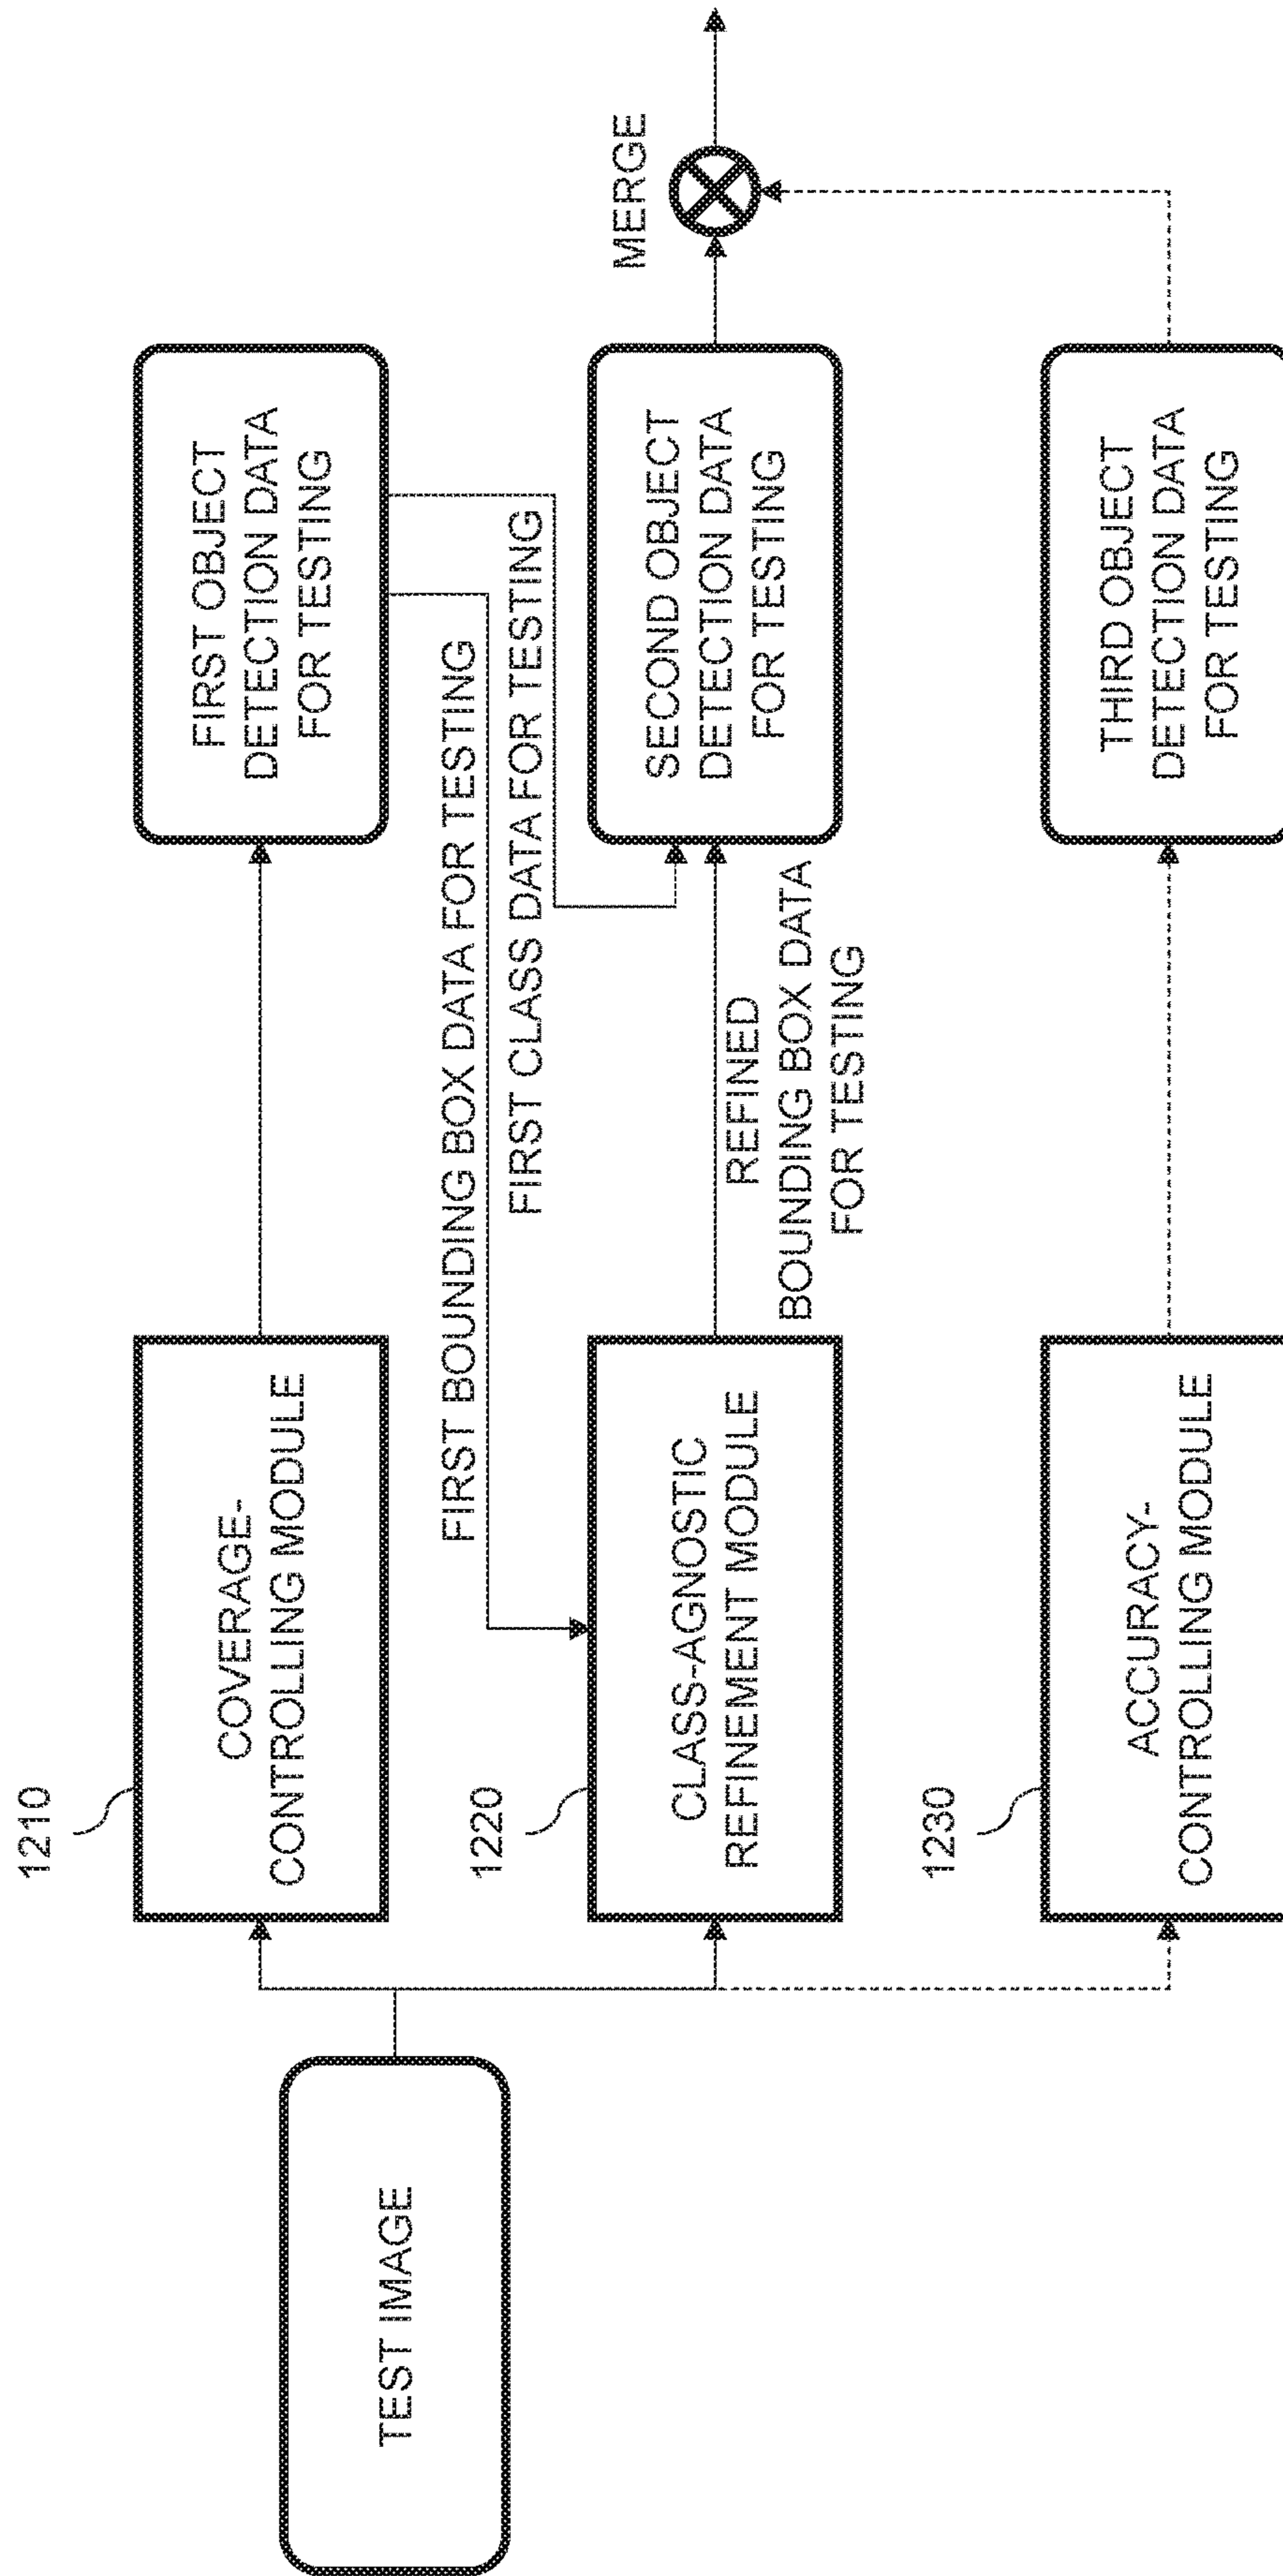 TEST IMAGE
1210
COVERAGE-
CONTROLLING MODULE
FIRST OBJECT
DETECTION DATA
FOR TESTING
FIRST BOUNDING BOX DATA FOR TESTING
FIRST CLASS DATA FOR TESTING
1220
CLASS-AGNOSTIC
REFINEMENT MODULE
REFINED
BOUNDING BOX DATA
FOR TESTING
SECOND OBJECT
DETECTION DATA
FOR TESTING
MERGE
1230
ACCURACY-
CONTROLLING MODULE
THIRD OBJECT
DETECTION DATA
FOR TESTING